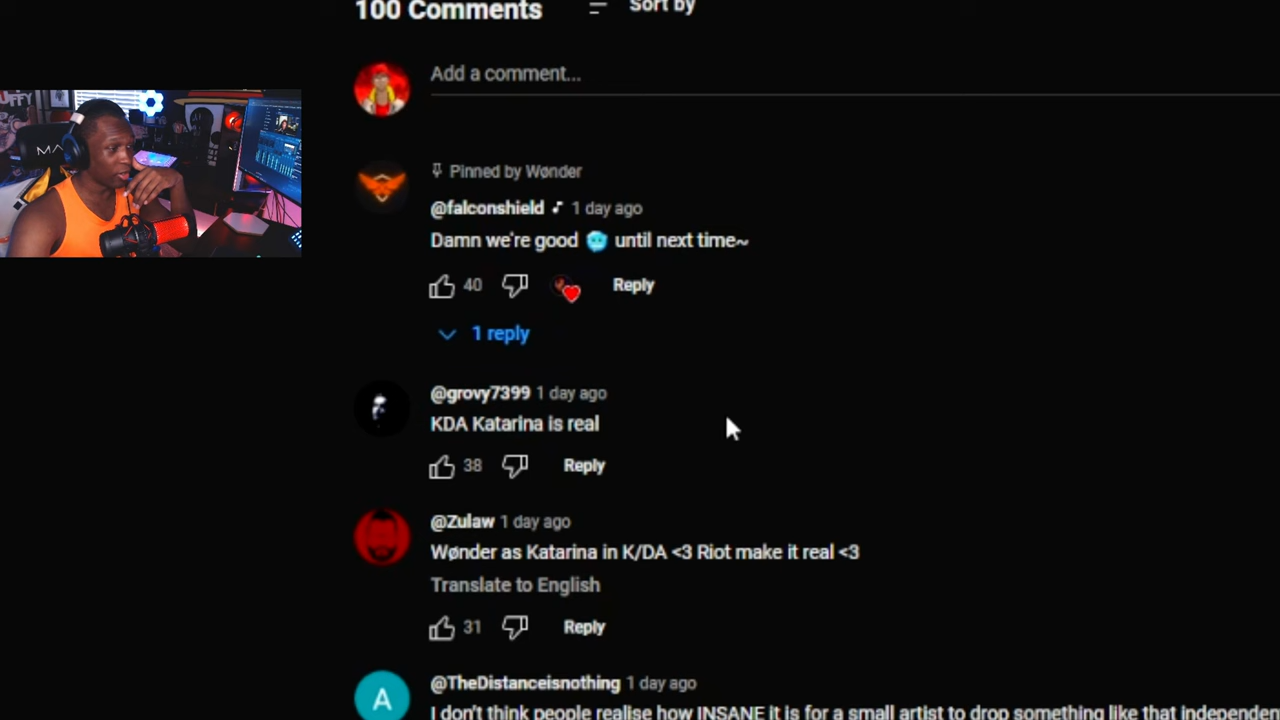 100 Comments
Sort by
Add a comment...
UFFY
MA
Pinned by Wønder
@falconshield 1 day ago
Damn we're good 🥶 until next time~
40
Reply
1 reply
@grovy7399 1 day ago
KDA Katarina is real
38
Reply
@Zulaw 1 day ago
Wønder as Katarina in K/DA <3 Riot make it real <3
Translate to English
31
Reply
A
@TheDistanceisnothing 1 day ago
I don't think people realise how INSANE it is for a small artist to drop something like that independen